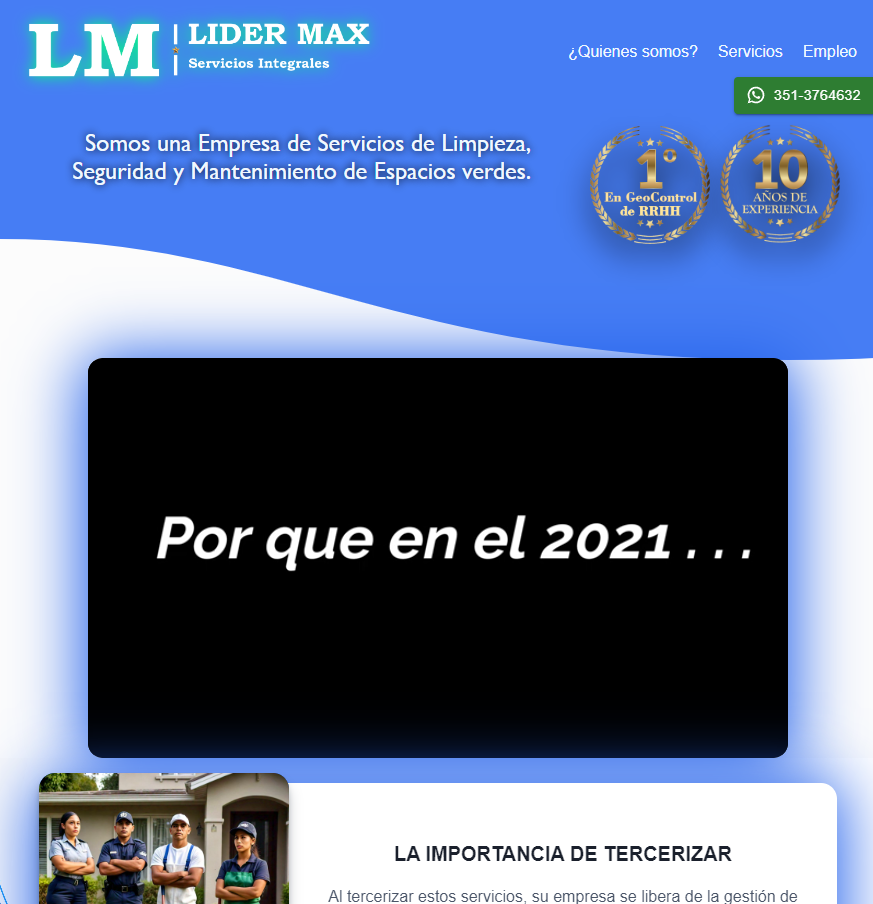 LM
LIDER MAX
Servicios Integrales
¿Quienes somos? Servicios Empleo
351-3764632
Somos una Empresa de Servicios de Limpieza,
Seguridad y Mantenimiento de Espacios verdes.
1°
En GeoControl
de RRHH
10
AÑOS DE
EXPERIENCIA
Por que en el 2021 . . .
LA IMPORTANCIA DE TERCERIZAR
Al tercerizar estos servicios, su empresa se libera de la gestión de